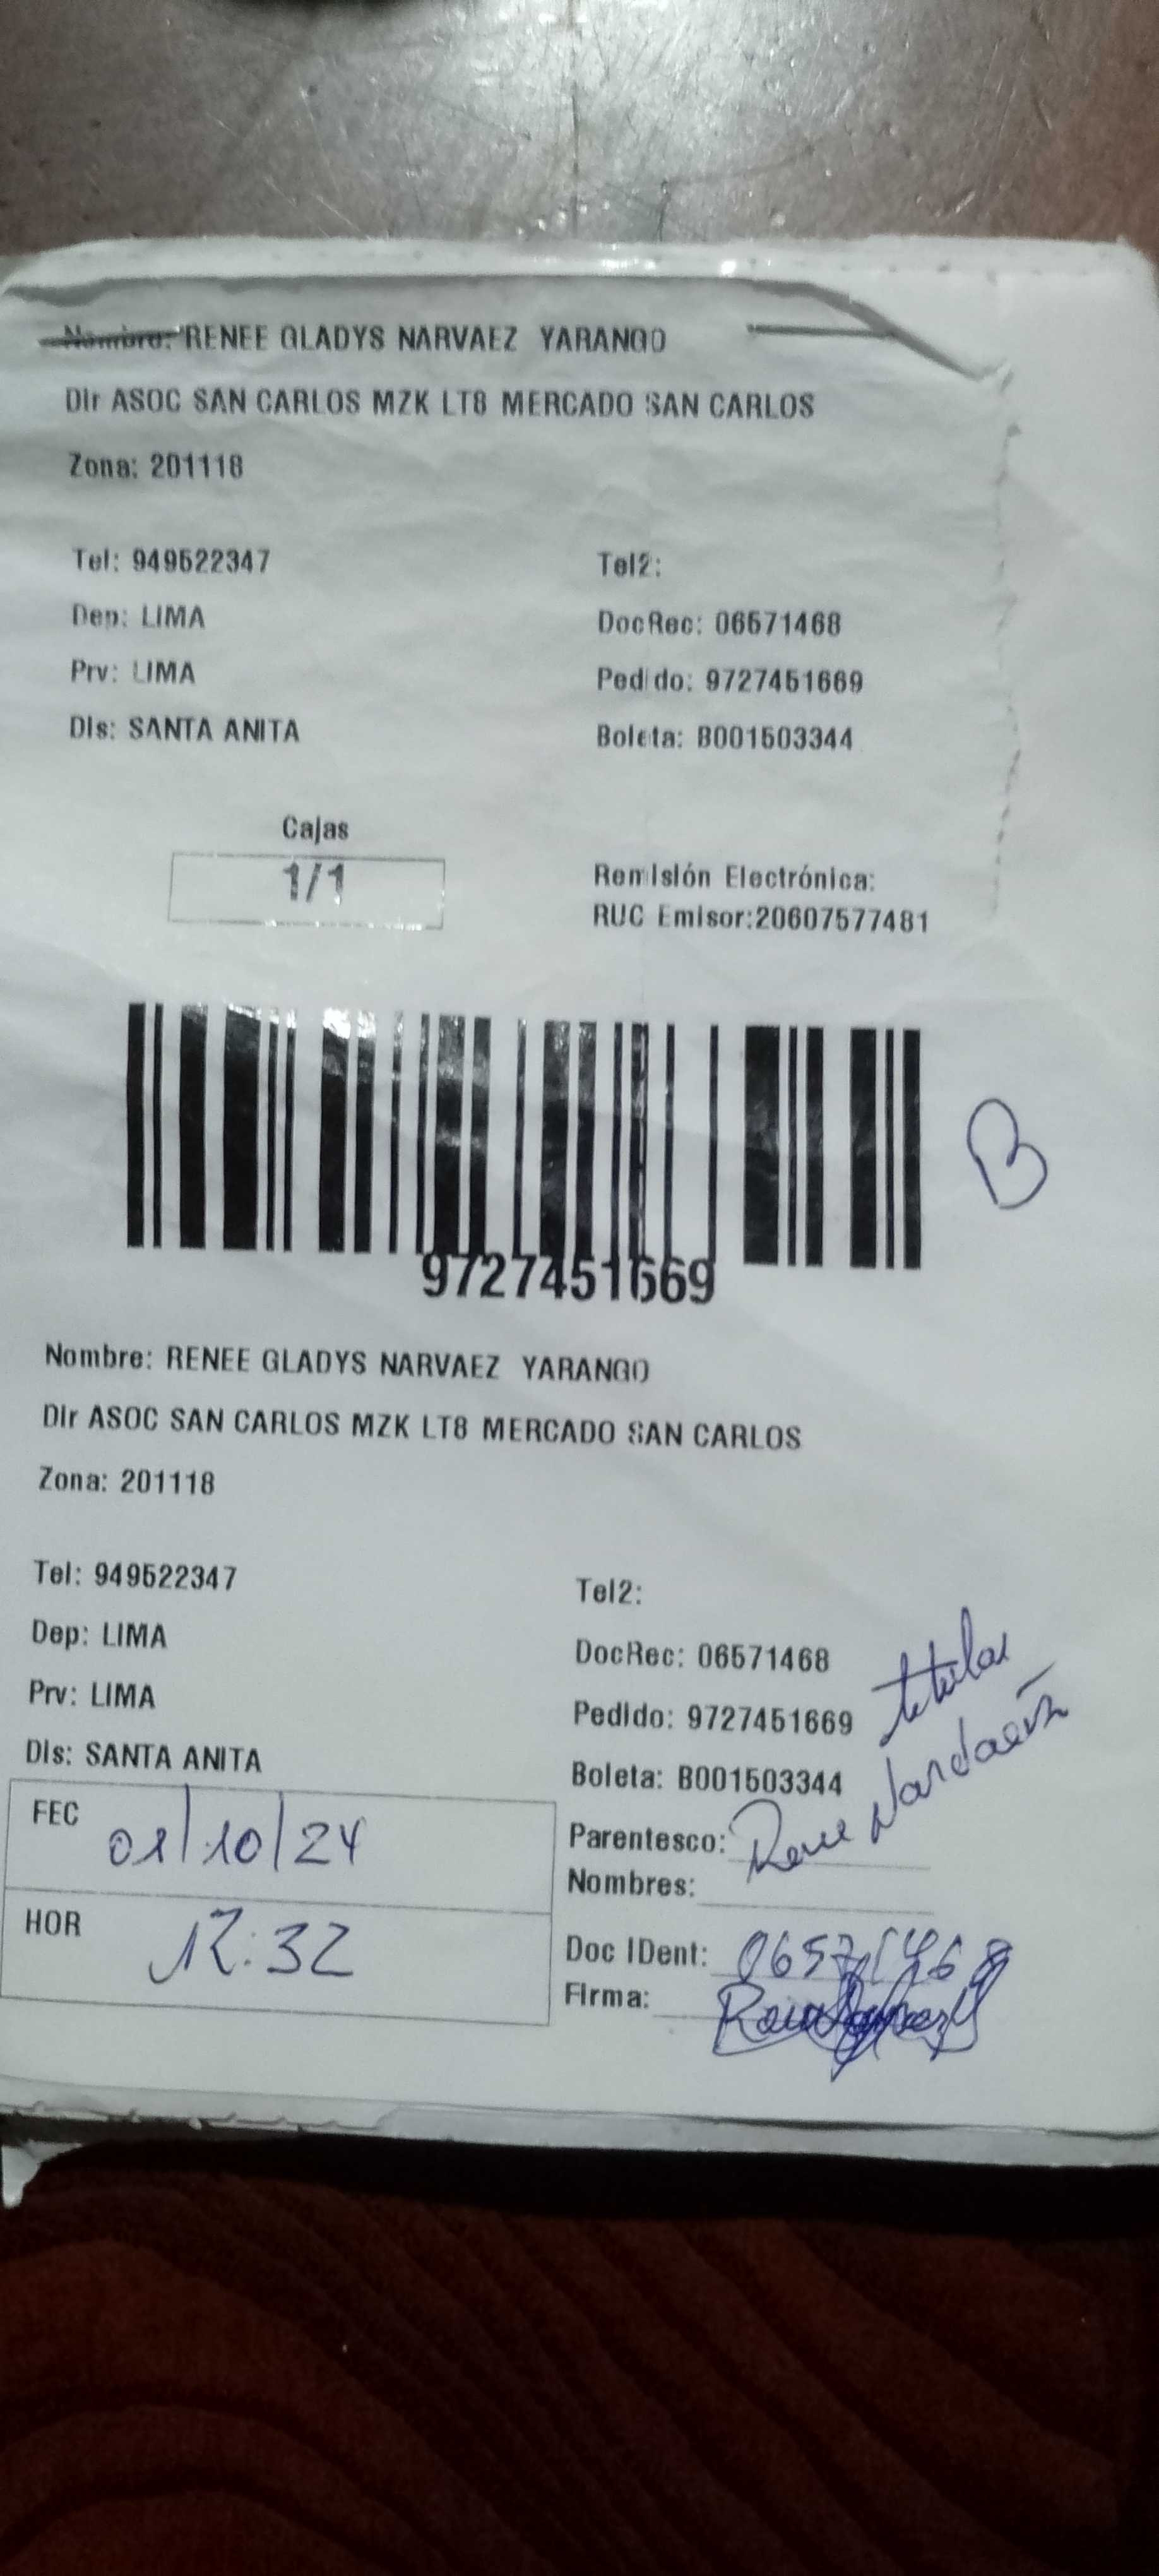 Nombre: RENEE GLADYS NARVAEZ YARANGO
Dir ASOC SAN CARLOS MZK LT8 MERCADO SAN CARLOS
Zona: 201118
Tel: 949522347 Tel2:
Dep: LIMA DocRec: 06571468
Prv: LIMA Pedido: 9727451669
Dis: SANTA ANITA Boleta: B001503344
Cajas
1/1
Remisión Electrónica:
RUC Emisor:20607577481
B
9727451669
Nombre: RENEE GLADYS NARVAEZ YARANGO
Dir ASOC SAN CARLOS MZK LT8 MERCADO SAN CARLOS
Zona: 201118
Tel: 949522347 Tel2:
Dep: LIMA DocRec: 06571468
Prv: LIMA Pedido: 9727451669
titular
Dis: SANTA ANITA Boleta: B001503344
FEC 01/10/24
Parentesco:
Nombres:
HOR 12:32
Doc IDent: 06571468
Firma: